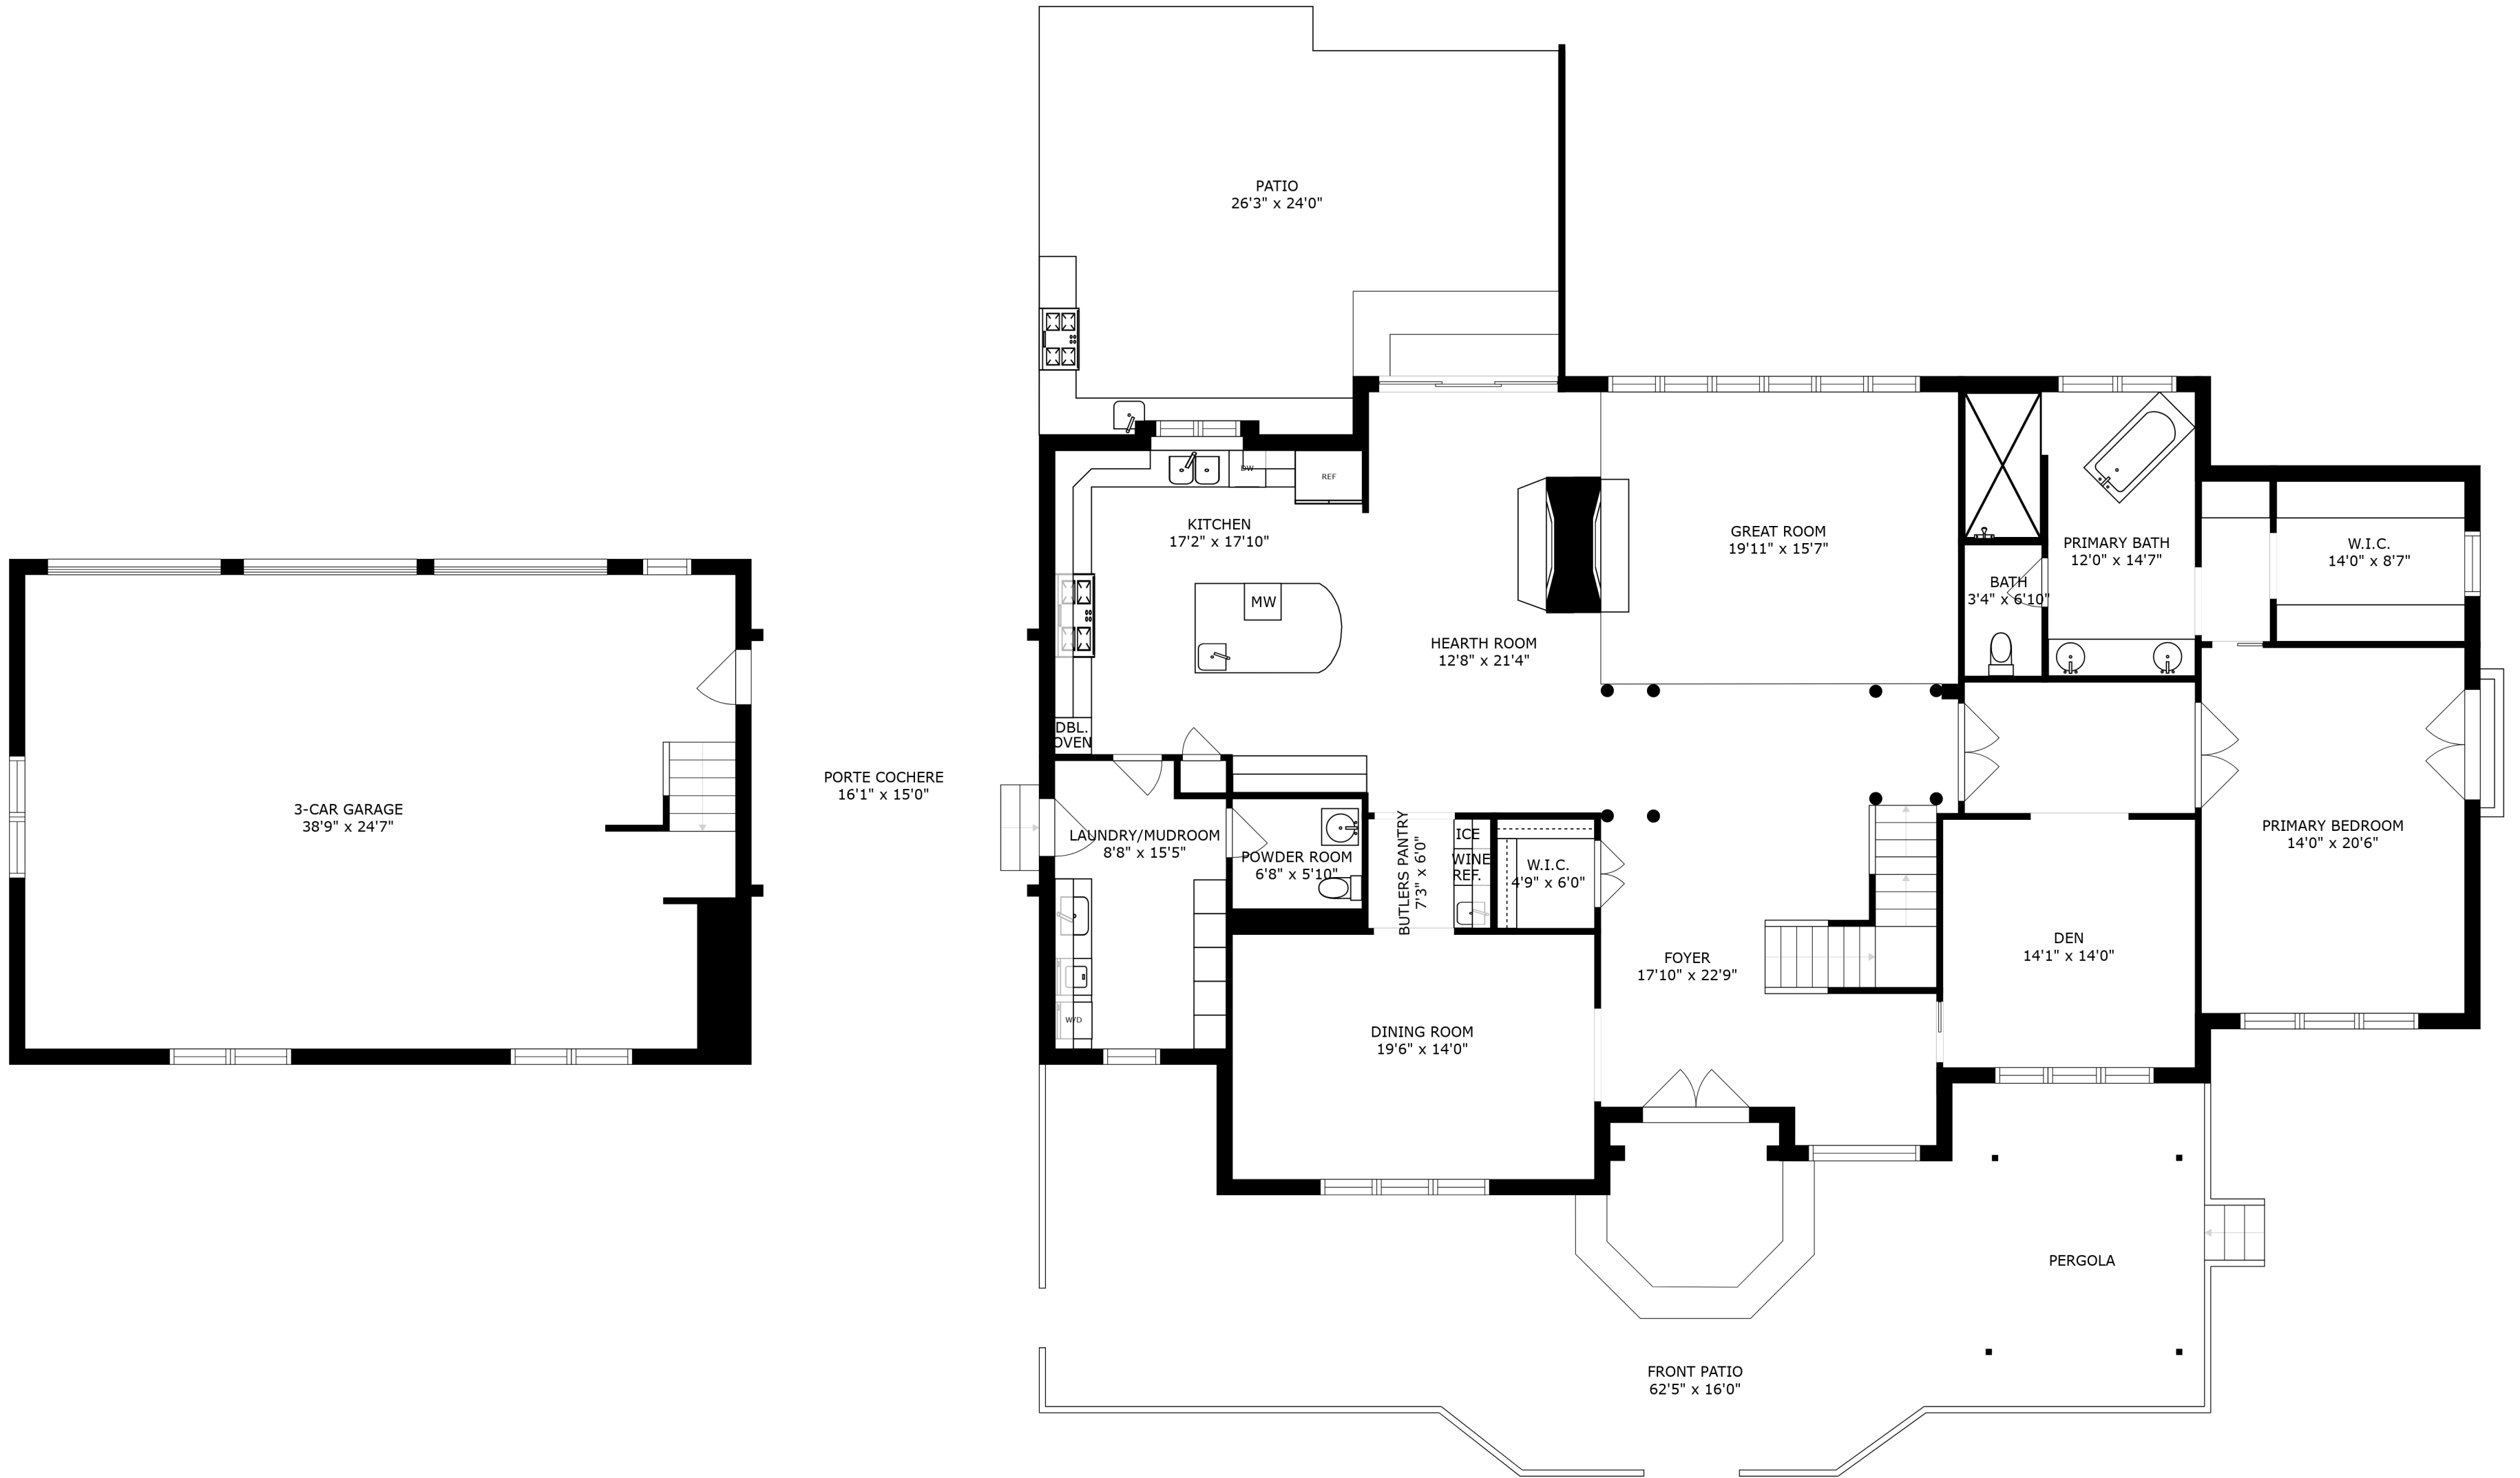 PATIO
26'3" x 24'0"
KITCHEN
17'2" x 17'10"
DW
REF
MW
DBL.
OVEN
HEARTH ROOM
12'8" x 21'4"
GREAT ROOM
19'11" x 15'7"
PRIMARY BATH
12'0" x 14'7"
BATH
3'4" x 6'10"
W.I.C.
14'0" x 8'7"
3-CAR GARAGE
38'9" x 24'7"
PORTE COCHERE
16'1" x 15'0"
LAUNDRY/MUDROOM
8'8" x 15'5"
W/D
POWDER ROOM
6'8" x 5'10"
BUTLERS PANTRY
7'3" x 6'0"
ICE
WINE
REF.
W.I.C.
4'9" x 6'0"
PRIMARY BEDROOM
14'0" x 20'6"
FOYER
17'10" x 22'9"
DEN
14'1" x 14'0"
DINING ROOM
19'6" x 14'0"
PERGOLA
FRONT PATIO
62'5" x 16'0"